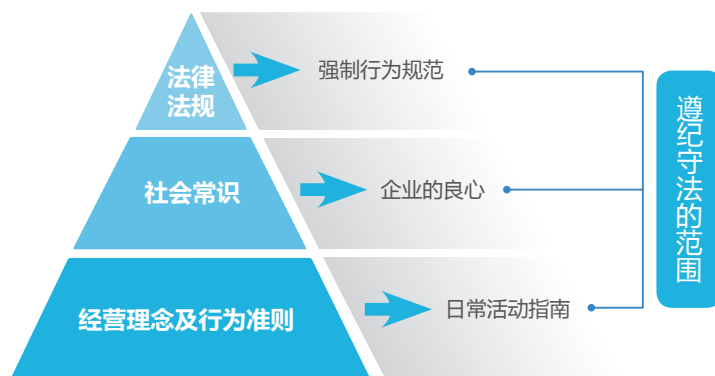 法律
法规
强制行为规范
社会常识
企业的良心
经营理念及行为准则
日常活动指南
遵纪守法的范围